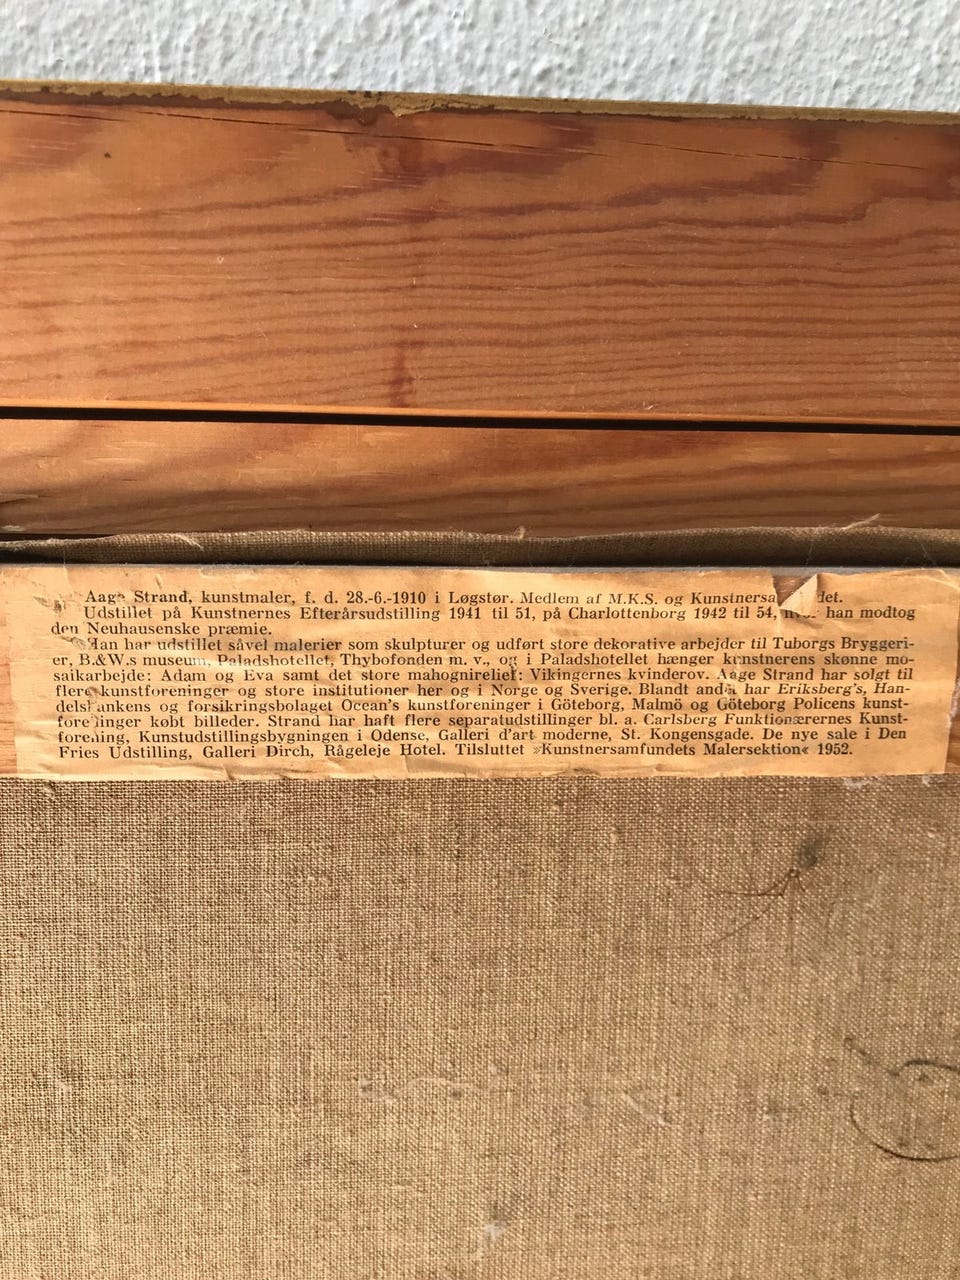 Aage Strand, kunstmaler, f. d. 28.-6.-1910 i Løgstør. Medlem af M.K.S. og
Udstillet på Kunstnernes Efterårsudstilling 1941 til 51, på Charlottenborg 1942 til 54, han modtog
den Neuhausenske præmie.
Han har udstillet såvel malerier som skulpturer og udført store dekorative arbejder til Tuborgs Bryggeri-
er, B.&W.s museum, Paladshotellet, Thybofonden m. v., og i Paladshotellet hænger kunstnerens skønne mo-
saikarbejde: Adam og Eva samt det store mahognirelief: Vikingernes kvinderov. Aage Strand har solgt til
flere kunstforeninger og store institutioner her og i Norge og Sverige. Blandt andet har Eriksberg's, Han-
delsbankens og forsikringsbolaget Ocean's kunstforeninger i Göteborg, Malmö og Göteborg Policens kunst-
foreninger købt billeder. Strand har haft flere separatudstillinger bl. a. Carlsberg Funktionærernes Kunst-
forening, Kunstudstillingsbygningen i Odense, Galleri d'art moderne, St. Kongensgade. De nye sale i Den
Fries Udstilling, Galleri Dirch, Rågeleje Hotel. Tilsluttet »Kunstnersamfundets Malersektion« 1952.